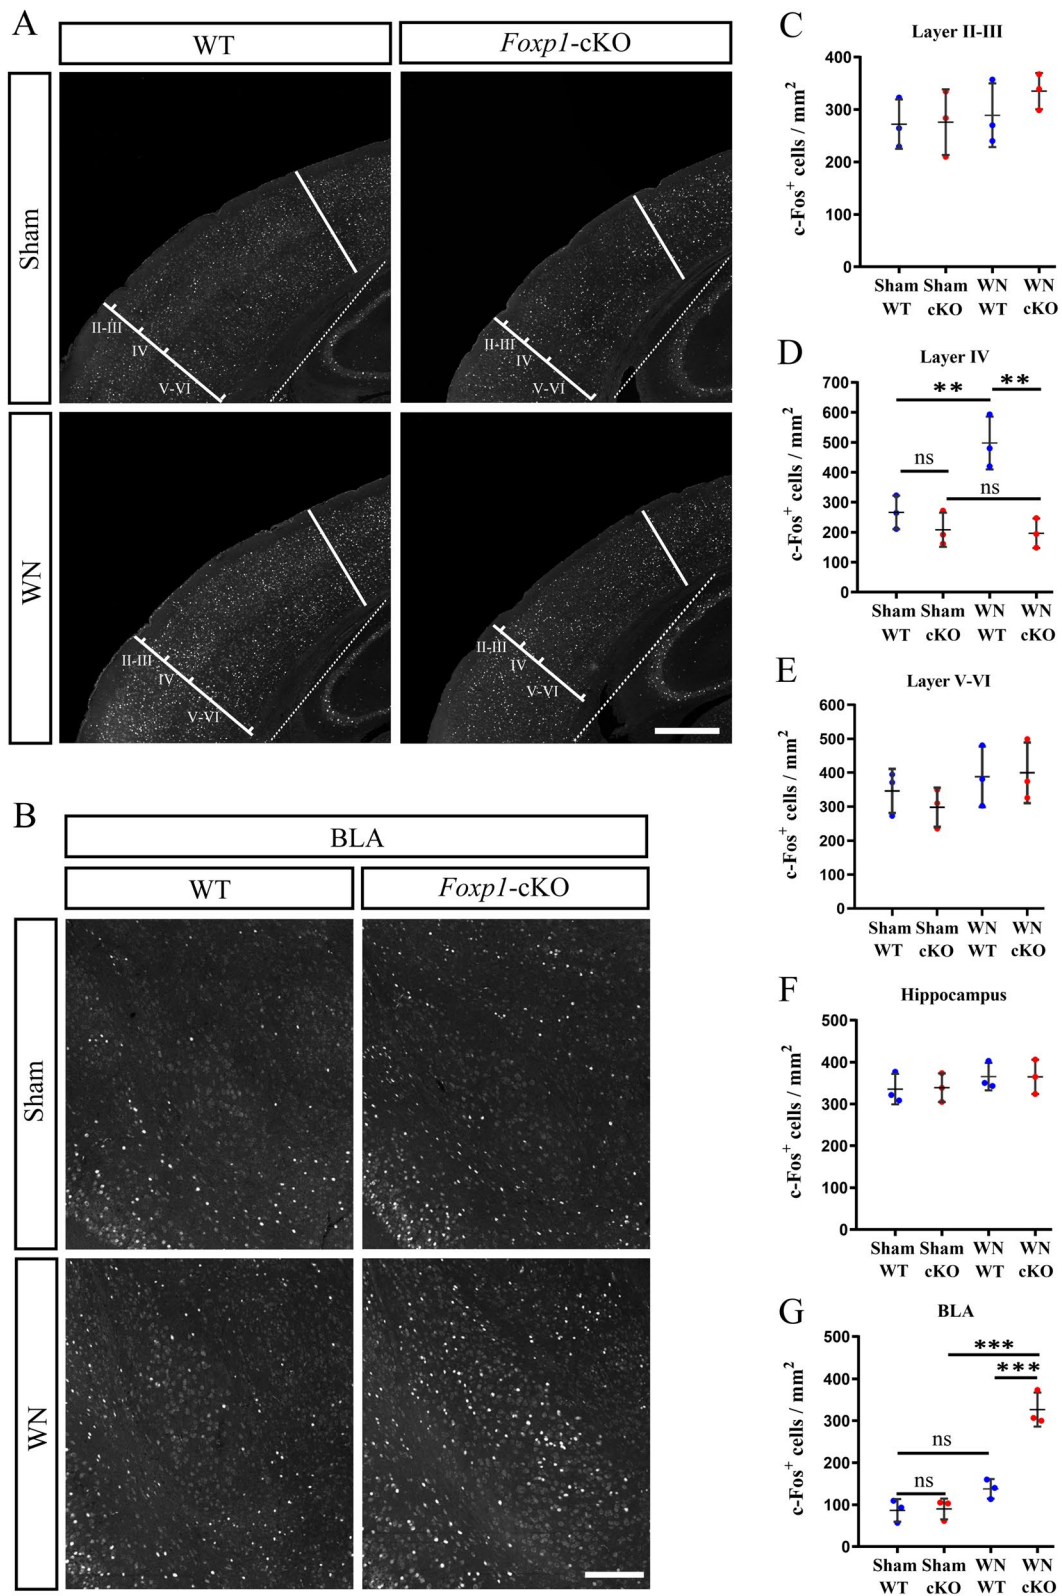 A
WT
Foxp1-cKO
Sham
II-III
IV
V-VI
II-III
IV
V-VI
WN
II-III
IV
V-VI
II-III
IV
V-VI
B
BLA
WT
Foxp1-cKO
Sham
WN
C
Layer II-III
c-Fos+ cells / mm2
400
300
200
100
0
Sham Sham WN WN
WT cKO WT cKO
D
Layer IV
c-Fos+ cells / mm2
700
600
500
400
300
200
100
0
** **
ns
ns
Sham Sham WN WN
WT cKO WT cKO
E
Layer V-VI
c-Fos+ cells / mm2
600
500
400
300
200
100
0
Sham Sham WN WN
WT cKO WT cKO
F
Hippocampus
c-Fos+ cells / mm2
500
400
300
200
100
0
Sham Sham WN WN
WT cKO WT cKO
G
BLA
c-Fos+ cells / mm2
500
400
300
200
100
0
***
***
ns
ns
Sham Sham WN WN
WT cKO WT cKO